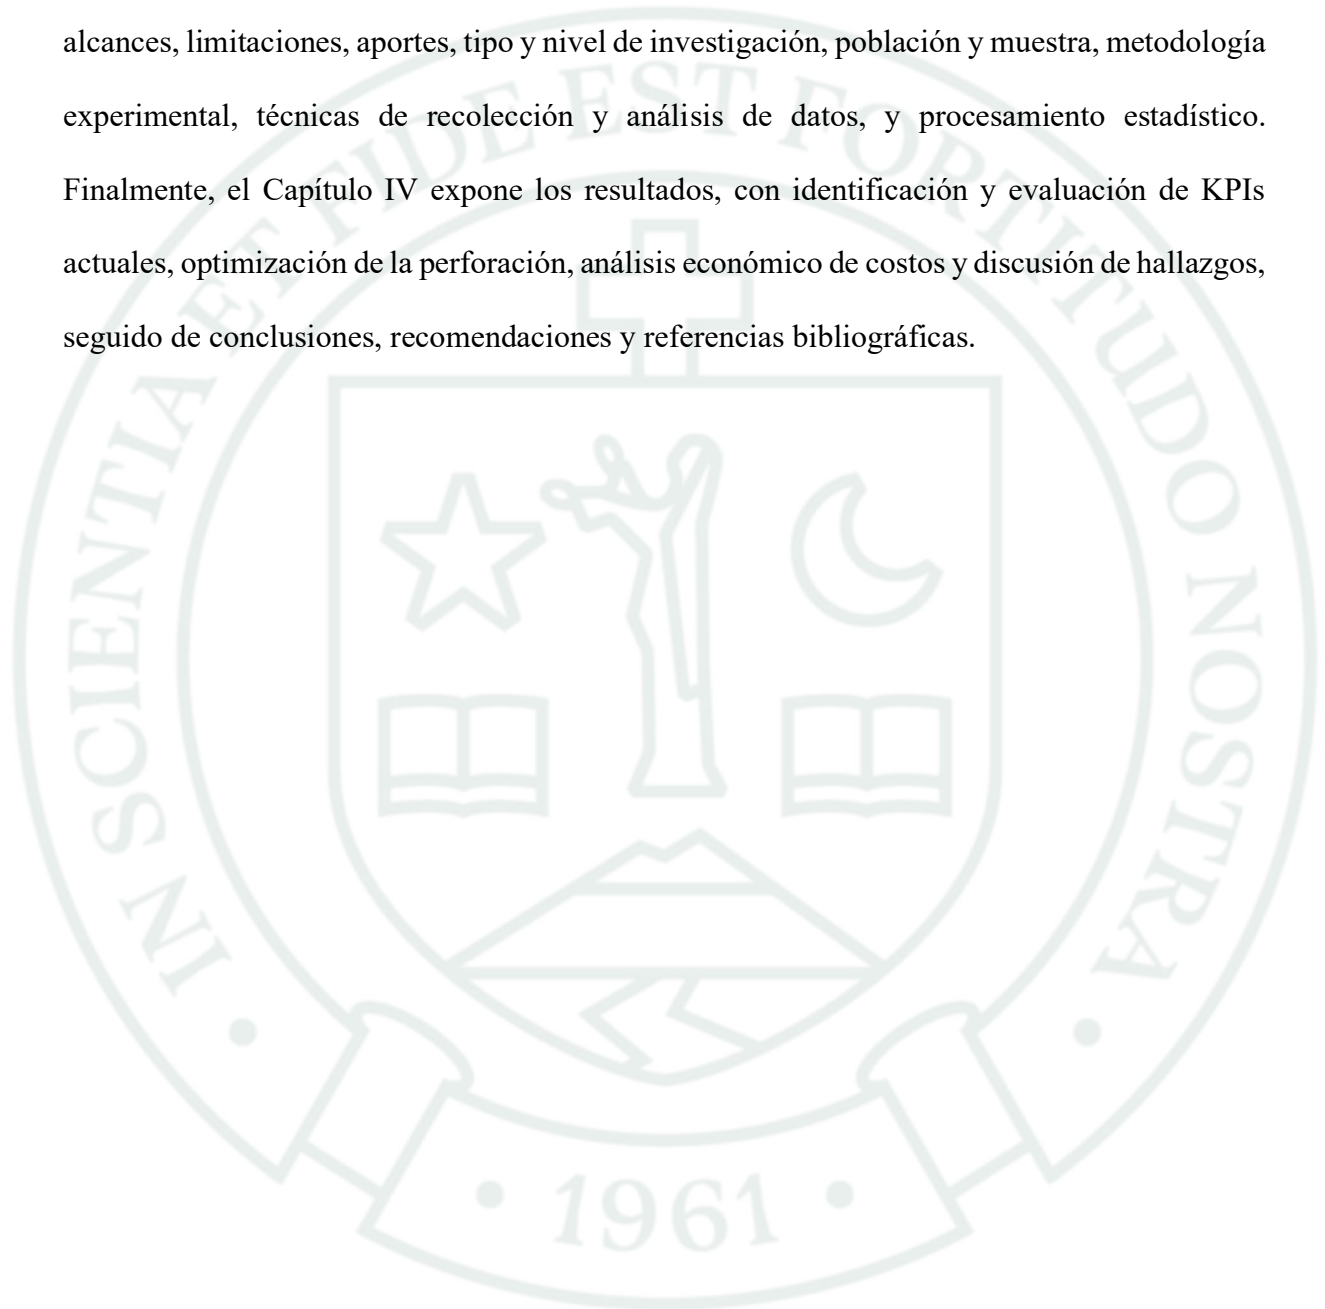 alcances, limitaciones, aportes, tipo y nivel de investigación, población y muestra, metodología
experimental, técnicas de recolección y análisis de datos, y procesamiento estadístico.
Finalmente, el Capítulo IV expone los resultados, con identificación y evaluación de KPIs
actuales, optimización de la perforación, análisis económico de costos y discusión de hallazgos,
seguido de conclusiones, recomendaciones y referencias bibliográficas.
• IN SCIENTIA ET FIDE EST FORTITUDO NOSTRA •
• 1961 •